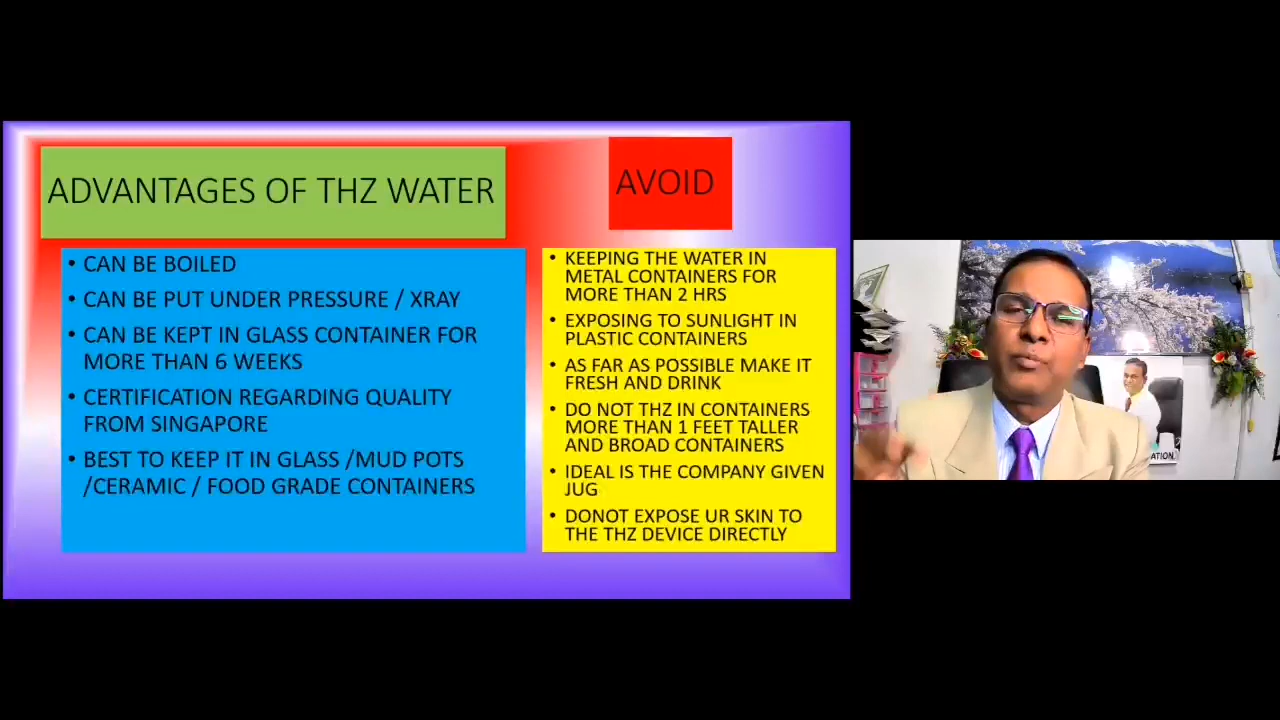 ADVANTAGES OF THZ WATER
• CAN BE BOILED
• CAN BE PUT UNDER PRESSURE / XRAY
• CAN BE KEPT IN GLASS CONTAINER FOR
MORE THAN 6 WEEKS
• CERTIFICATION REGARDING QUALITY
FROM SINGAPORE
• BEST TO KEEP IT IN GLASS /MUD POTS
/CERAMIC / FOOD GRADE CONTAINERS
AVOID
• KEEPING THE WATER IN
METAL CONTAINERS FOR
MORE THAN 2 HRS
• EXPOSING TO SUNLIGHT IN
PLASTIC CONTAINERS
• AS FAR AS POSSIBLE MAKE IT
FRESH AND DRINK
• DO NOT THZ IN CONTAINERS
MORE THAN 1 FEET TALLER
AND BROAD CONTAINERS
• IDEAL IS THE COMPANY GIVEN
JUG
• DONOT EXPOSE UR SKIN TO
THE THZ DEVICE DIRECTLY